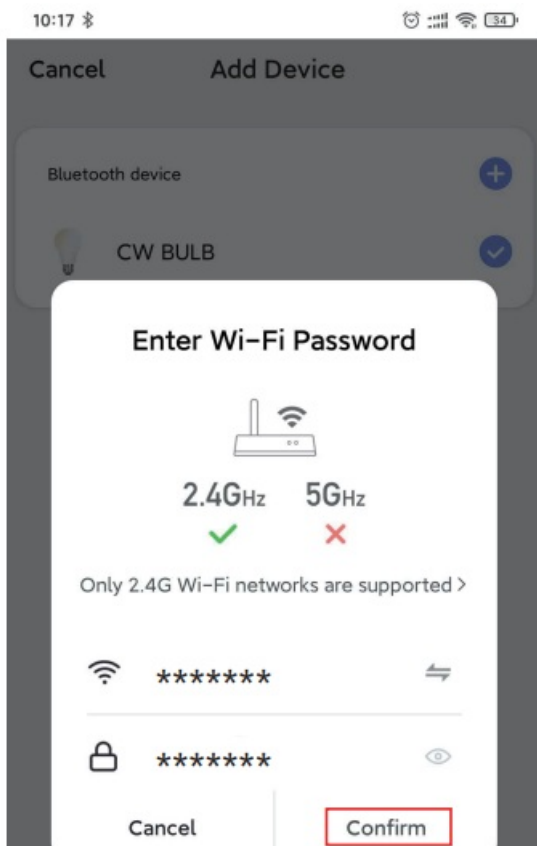 10:17 34
Cancel Add Device
Bluetooth device
CW BULB
Enter Wi-Fi Password
2.4GHz 5GHz
Only 2.4G Wi-Fi networks are supported >
*******
*******
Cancel Confirm